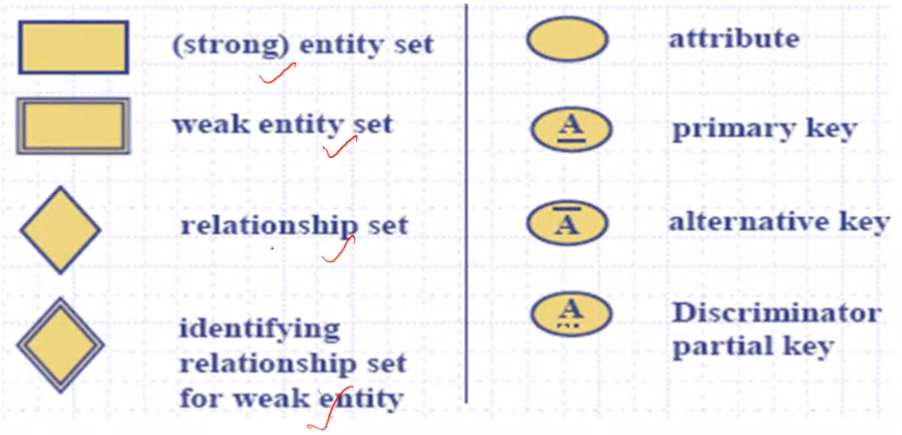 (strong) entity set
weak entity set
relationship set
identifying
relationship set
for weak entity
attribute
A
primary key
A
alternative key
A
Discriminator
partial key